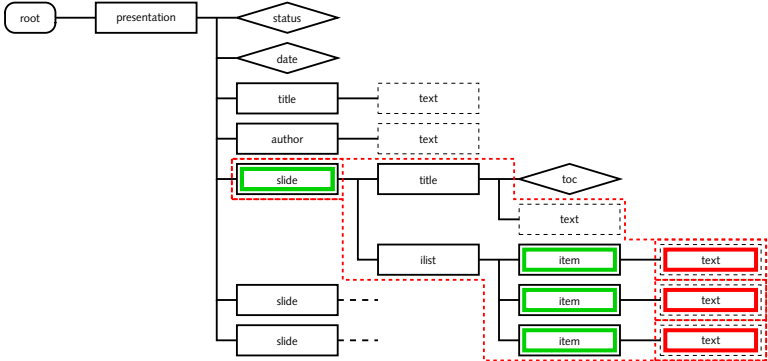 root
presentation
status
date
title
text
author
text
slide
title
toc
text
ilist
item
text
slide
item
text
slide
item
text